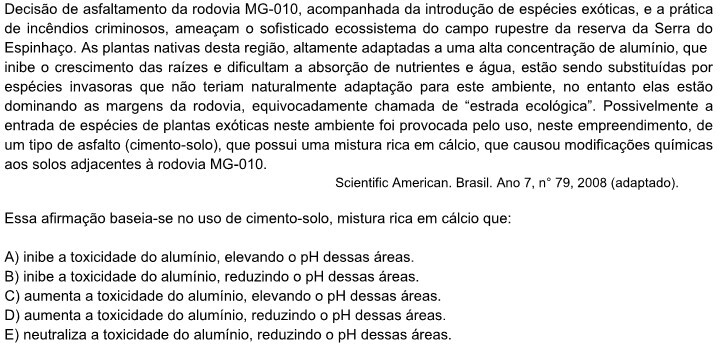 Decisão de asfaltamento da rodovia MG-010, acompanhada da introdução de espécies exóticas, e a prática
de incêndios criminosos, ameaçam o sofisticado ecossistema do campo rupestre da reserva da Serra do
Espinhaço. As plantas nativas desta região, altamente adaptadas a uma alta concentração de alumínio, que
inibe o crescimento das raízes e dificultam a absorção de nutrientes e água, estão sendo substituídas por
espécies invasoras que não teriam naturalmente adaptação para este ambiente, no entanto elas estão
dominando as margens da rodovia, equivocadamente chamada de “estrada ecológica”. Possivelmente a
entrada de espécies de plantas exóticas neste ambiente foi provocada pelo uso, neste empreendimento, de
um tipo de asfalto (cimento-solo), que possui uma mistura rica em cálcio, que causou modificações químicas
aos solos adjacentes à rodovia MG-010.
Scientific American. Brasil. Ano 7, n° 79, 2008 (adaptado).
Essa afirmação baseia-se no uso de cimento-solo, mistura rica em cálcio que:
A) inibe a toxicidade do alumínio, elevando o pH dessas áreas.
B) inibe a toxicidade do alumínio, reduzindo o pH dessas áreas.
C) aumenta a toxicidade do alumínio, elevando o pH dessas áreas.
D) aumenta a toxicidade do alumínio, reduzindo o pH dessas áreas.
E) neutraliza a toxicidade do alumínio, reduzindo o pH dessas áreas.